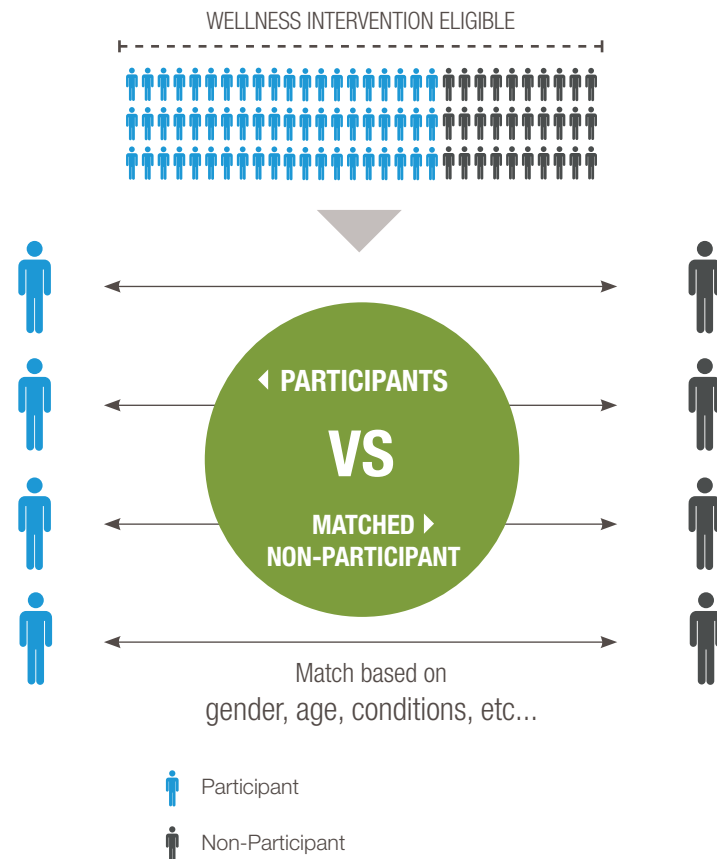 WELLNESS INTERVENTION ELIGIBLE
PARTICIPANTS
VS
MATCHED
NON-PARTICIPANT
Match based on
gender, age, conditions, etc...
Participant
Non-Participant